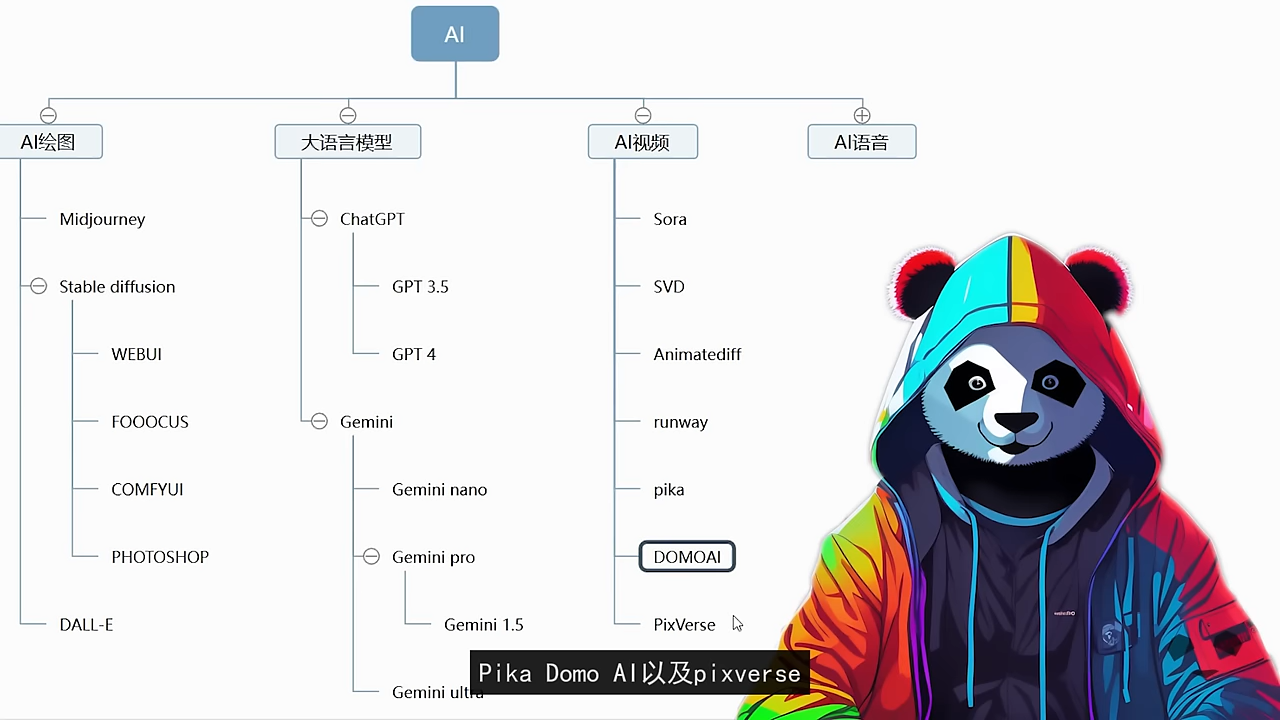 AI
AI绘图
Midjourney
Stable diffusion
WEBUI
FOOOCUS
COMFYUI
PHOTOSHOP
DALL-E
大语言模型
ChatGPT
GPT 3.5
GPT 4
Gemini
Gemini nano
Gemini pro
Gemini 1.5
Gemini ultra
AI视频
Sora
SVD
Animatediff
runway
pika
DOMOAI
PixVerse
AI语音
Pika Domo AI以及pixverse